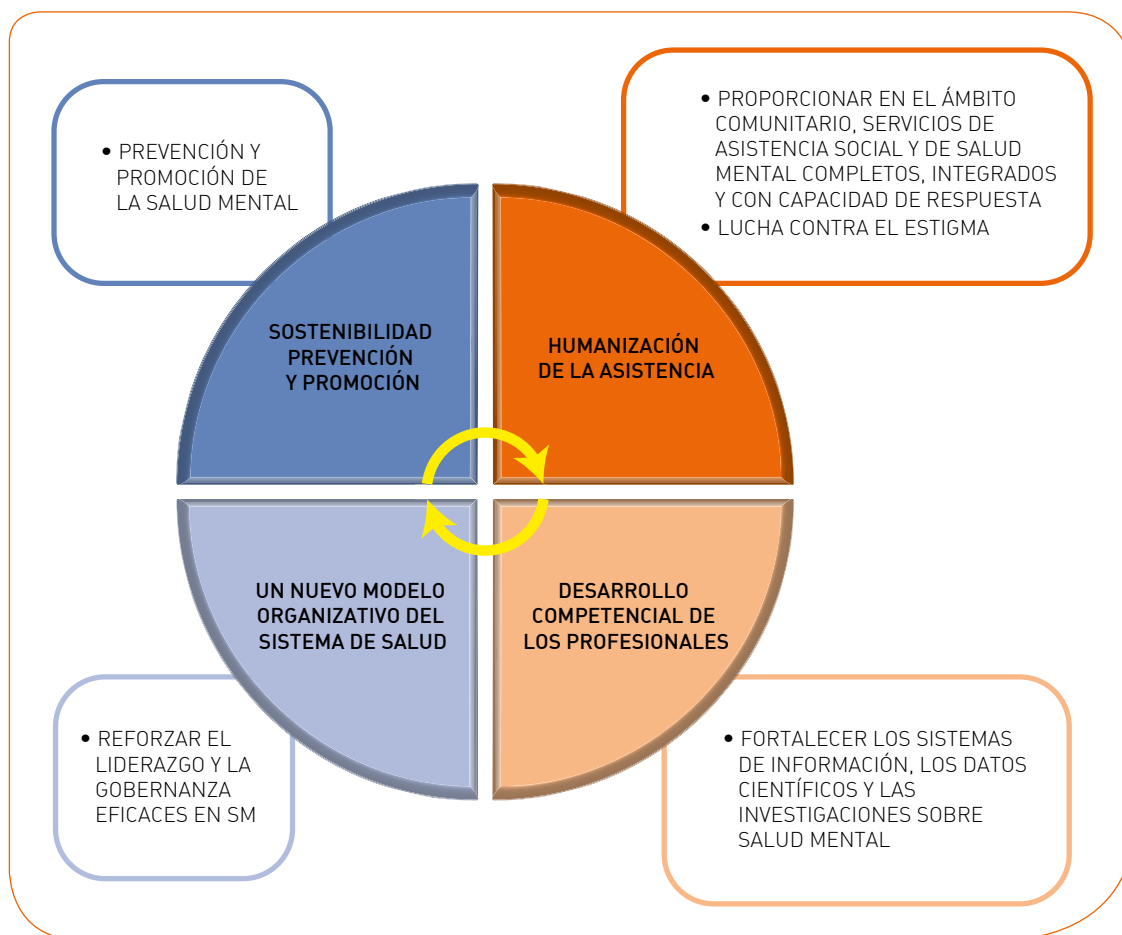 • PREVENCIÓN Y
PROMOCIÓN DE
LA SALUD MENTAL
• PROPORCIONAR EN EL ÁMBITO
COMUNITARIO, SERVICIOS DE
ASISTENCIA SOCIAL Y DE SALUD
MENTAL COMPLETOS, INTEGRADOS
Y CON CAPACIDAD DE RESPUESTA
• LUCHA CONTRA EL ESTIGMA
SOSTENIBILIDAD
PREVENCIÓN
Y PROMOCIÓN
HUMANIZACIÓN
DE LA ASISTENCIA
UN NUEVO MODELO
ORGANIZATIVO DEL
SISTEMA DE SALUD
DESARROLLO
COMPETENCIAL DE
LOS PROFESIONALES
• REFORZAR EL
LIDERAZGO Y LA
GOBERNANZA
EFICACES EN SM
• FORTALECER LOS SISTEMAS
DE INFORMACIÓN, LOS DATOS
CIENTÍFICOS Y LAS
INVESTIGACIONES SOBRE
SALUD MENTAL